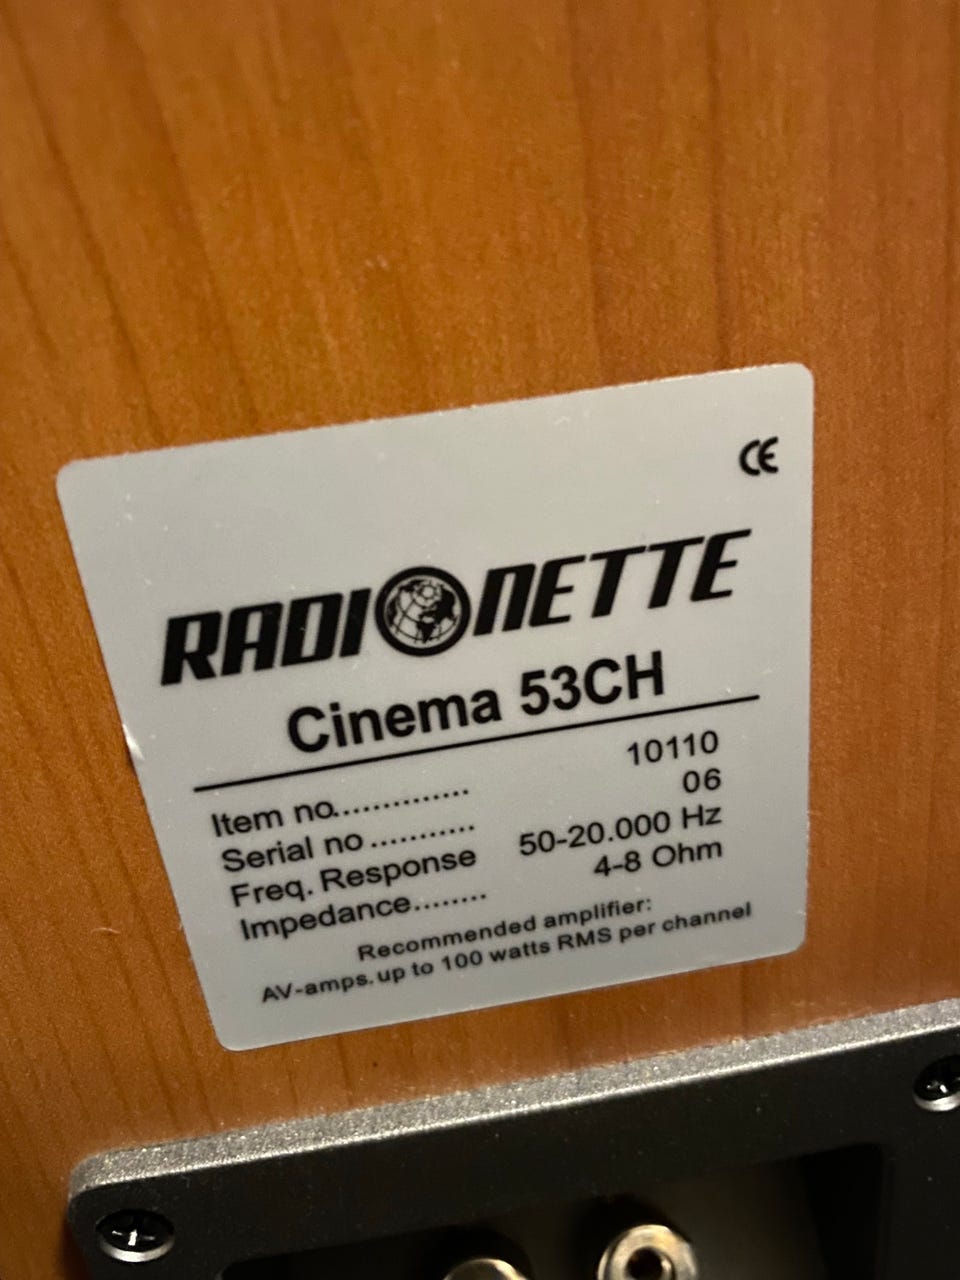 CE
RADIONETTE
Cinema 53CH
Item no.............. 10110
Serial no ........... 06
Freq. Response 50-20.000 Hz
Impedance........ 4-8 Ohm
Recommended amplifier:
AV-amps.up to 100 watts RMS per channel